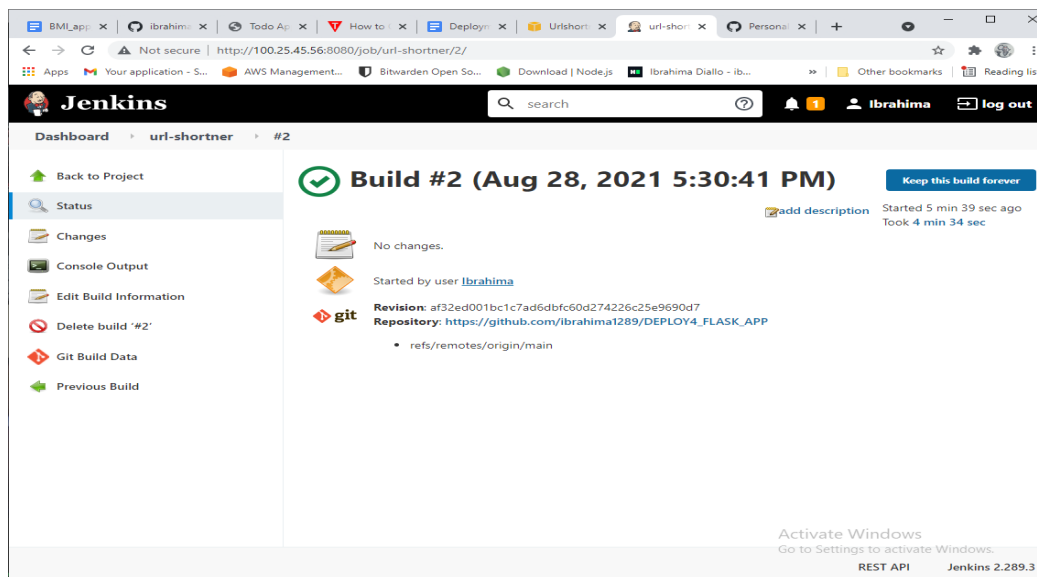 BMI_app ibrahim Todo Ap How to Deploym Urlshort url-short Personal
Not secure | http://100.25.45.56:8080/job/url-shortner/2/
Apps Your application - S... AWS Management... Bitwarden Open So... Download | Node.js Ibrahima Diallo - ib... » Other bookmarks Reading lis
Jenkins search 1 Ibrahima log out
Dashboard url-shortner #2
Back to Project
Status
Changes
Console Output
Edit Build Information
Delete build '#2'
Git Build Data
Previous Build
Build #2 (Aug 28, 2021 5:30:41 PM)
Keep this build forever
add description
Started 5 min 39 sec ago
Took 4 min 34 sec
No changes.
Started by user Ibrahima
git
Revision: af32ed001bc1c7ad6dbfc60d274226c25e9690d7
Repository: https://github.com/ibrahima1289/DEPLOY4_FLASK_APP
• refs/remotes/origin/main
Activate Windows
Go to Settings to activate Windows.
REST API Jenkins 2.289.3